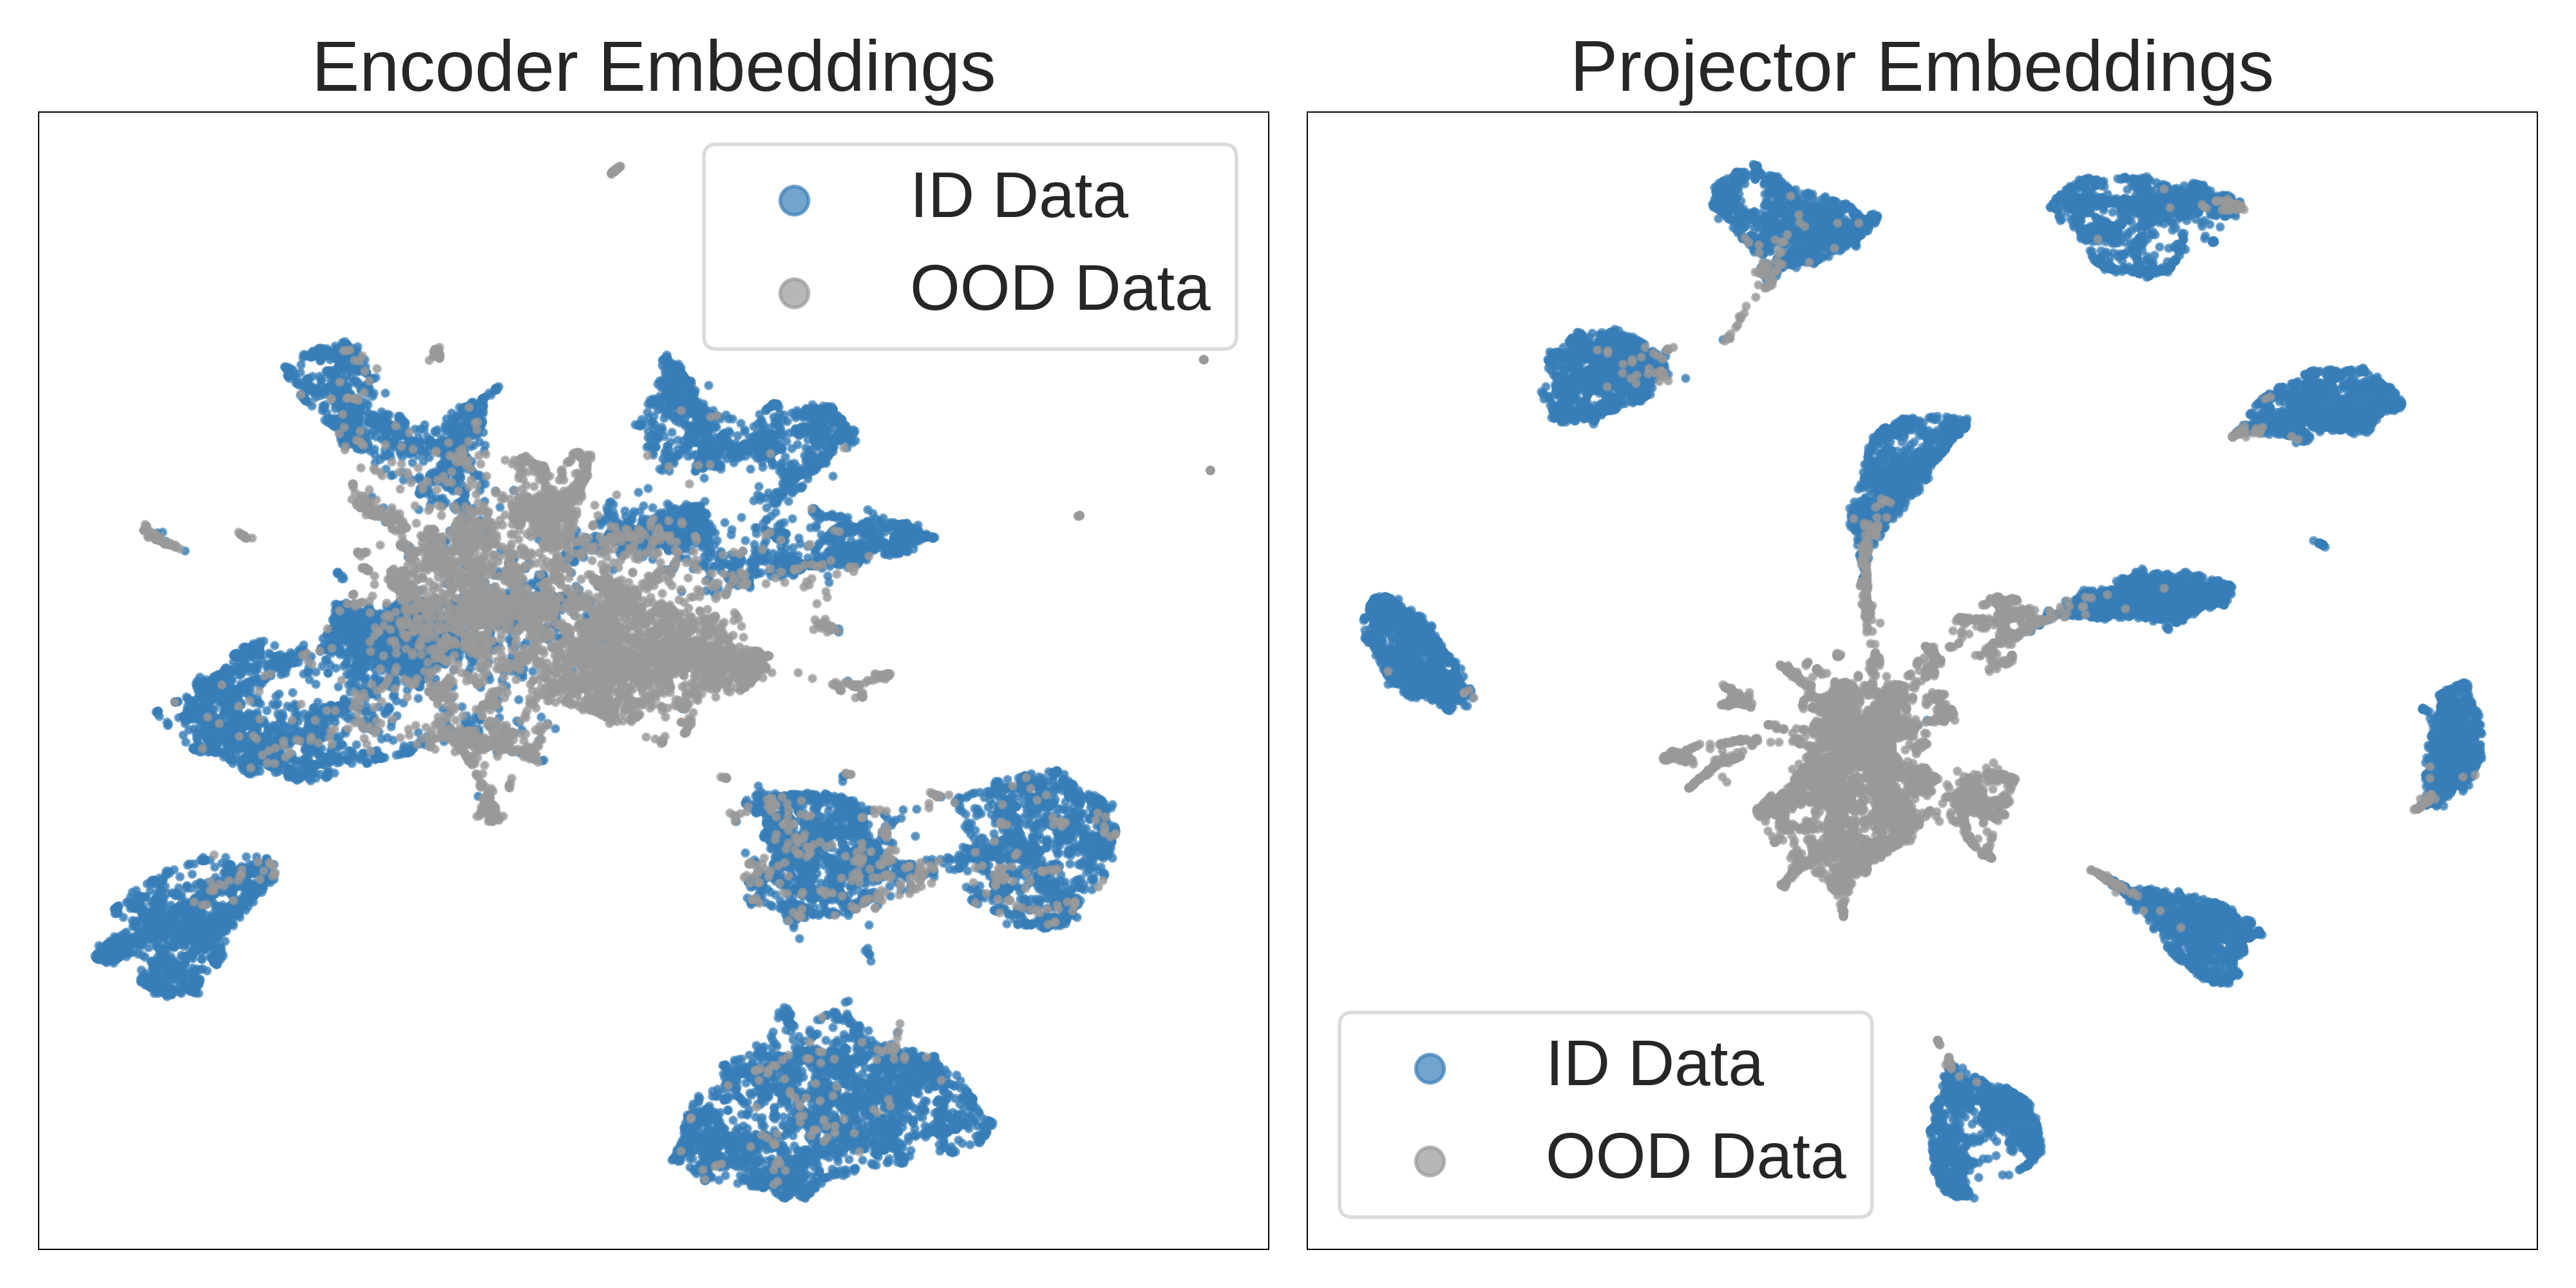 Encoder Embeddings
ID Data
OOD Data
Projector Embeddings
ID Data
OOD Data